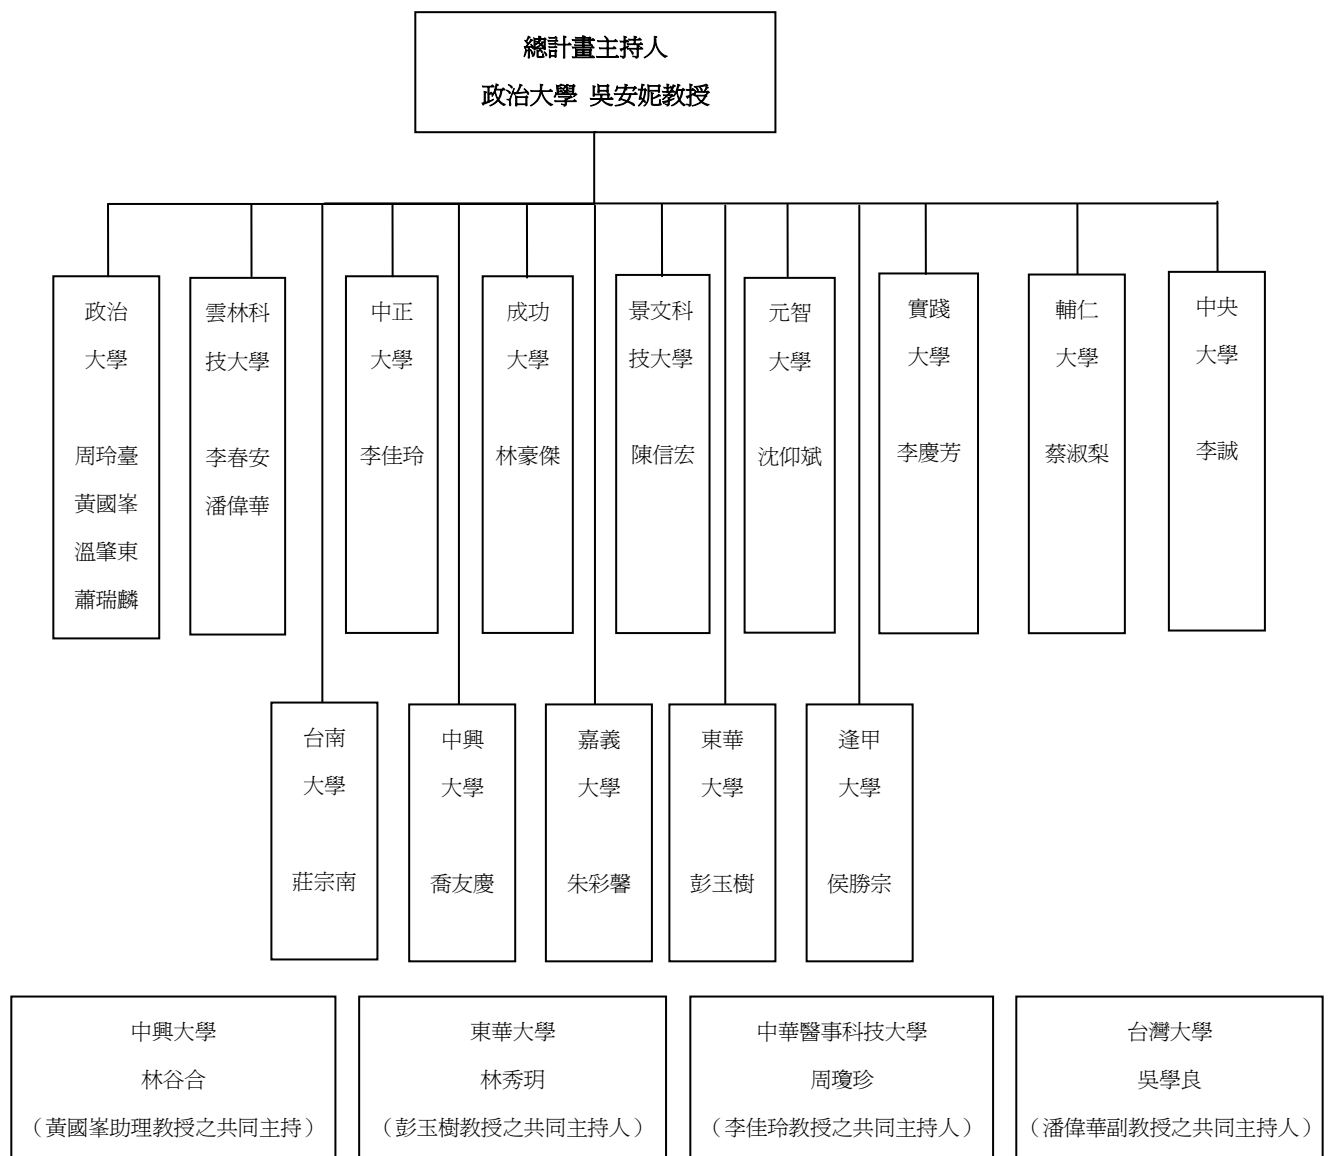 總計畫主持人
政治大學 吳安妮教授
政治
大學
周玲臺
黃國峯
溫肇東
蕭瑞麟
雲林科
技大學
李春安
潘偉華
中正
大學
李佳玲
成功
大學
林豪傑
景文科
技大學
陳信宏
元智
大學
沈仰斌
實踐
大學
李慶芳
輔仁
大學
蔡淑梨
中央
大學
李誠
台南
大學
莊宗南
中興
大學
喬友慶
嘉義
大學
朱彩馨
東華
大學
彭玉樹
逢甲
大學
侯勝宗
中興大學
林谷合
（黃國峯助理教授之共同主持）
東華大學
林秀玥
（彭玉樹教授之共同主持人）
中華醫事科技大學
周瓊珍
（李佳玲教授之共同主持人）
台灣大學
吳學良
（潘偉華副教授之共同主持人）